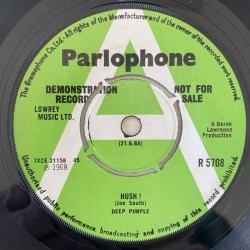 The Gramophone Co. Ltd. All rights of the Manufacturer and of the owner of the recorded work reserved.
Parlophone
DEMONSTRATION RECORD
NOT FOR SALE
LOWREY MUSIC LTD.
(21.6.68)
A Derek Lawrence Production
7XCE 21158 45
℗ 1968
R 5708
HUSH !
(Joe South)
DEEP PURPLE
Unauthorised public performance, broadcasting and copying of this record prohibited.